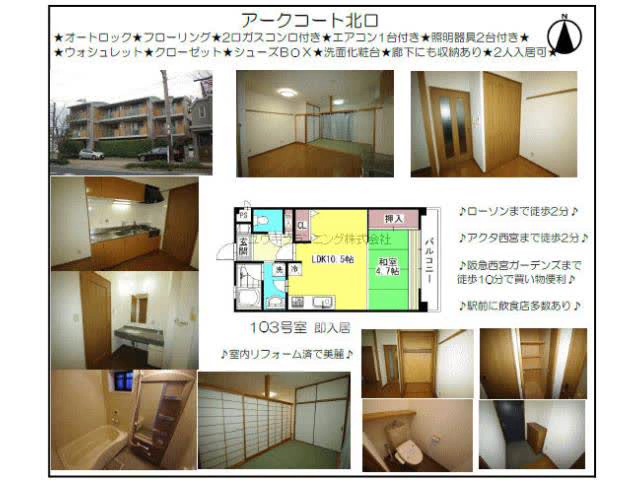 アークコート北口
N
★オートロック★フローリング★2口ガスコンロ付き★エアコン1台付き★照明器具2台付き★
★ウォシュレット★クローゼット★シューズBOX★洗面化粧台★廊下にも収納あり★2人入居可★
PS
CL
押入
玄関
LDK10.5帖
和室
4.7帖
バルコニー
洗
冷
♪ローソンまで徒歩2分♪
♪アクタ西宮まで徒歩2分♪
♪阪急西宮ガーデンズまで
徒歩10分で買い物便利♪
♪駅前に飲食店多数あり♪
103号室 即入居
♪室内リフォーム済で美麗♪